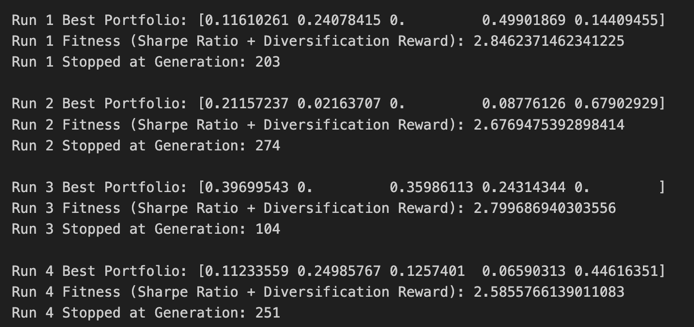 Run 1 Best Portfolio: [0.11610261 0.24078415 0.         0.49901869 0.14409455]
Run 1 Fitness (Sharpe Ratio + Diversification Reward): 2.8462371462341225
Run 1 Stopped at Generation: 203

Run 2 Best Portfolio: [0.21157237 0.02163707 0.         0.08776126 0.67902929]
Run 2 Fitness (Sharpe Ratio + Diversification Reward): 2.6769475392898414
Run 2 Stopped at Generation: 274

Run 3 Best Portfolio: [0.39699543 0.         0.35986113 0.24314344 0.        ]
Run 3 Fitness (Sharpe Ratio + Diversification Reward): 2.799686940303556
Run 3 Stopped at Generation: 104

Run 4 Best Portfolio: [0.11233559 0.24985767 0.1257401  0.06590313 0.44616351]
Run 4 Fitness (Sharpe Ratio + Diversification Reward): 2.5855766139011083
Run 4 Stopped at Generation: 251